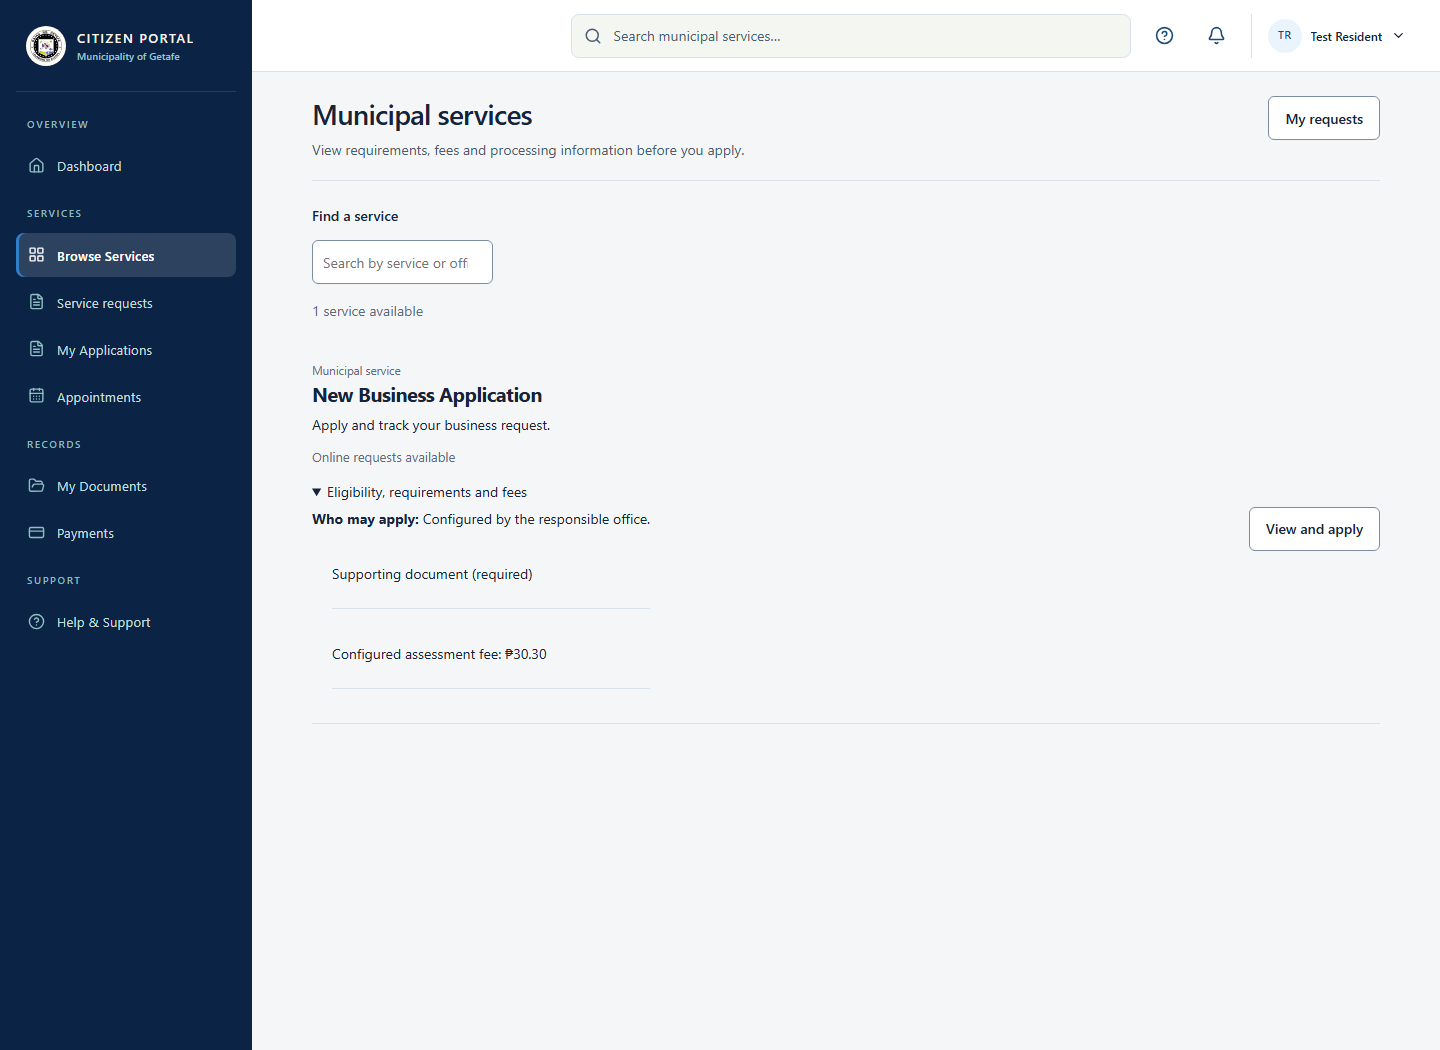 CITIZEN PORTAL
Municipality of Getafe
OVERVIEW
Dashboard
SERVICES
Browse Services
Service requests
My Applications
Appointments
RECORDS
My Documents
Payments
SUPPORT
Help & Support
Search municipal services...
TR
Test Resident
Municipal services
View requirements, fees and processing information before you apply.
My requests
Find a service
Search by service or off
1 service available
Municipal service
New Business Application
Apply and track your business request.
Online requests available
Eligibility, requirements and fees
Who may apply: Configured by the responsible office.
View and apply
Supporting document (required)
Configured assessment fee: ₱30.30